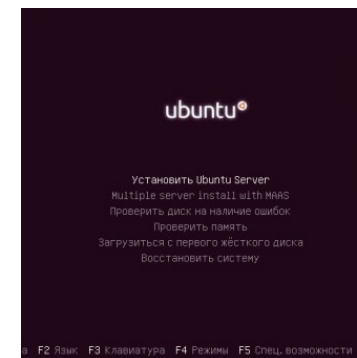 ubuntu
Установить Ubuntu Server
Multiple server install with MAAS
Проверить диск на наличие ошибок
Проверить память
Загрузиться с первого жёсткого диска
Восстановить систему
а F2 Язык F3 Клавиатура F4 Режимы F5 Спец. возможности